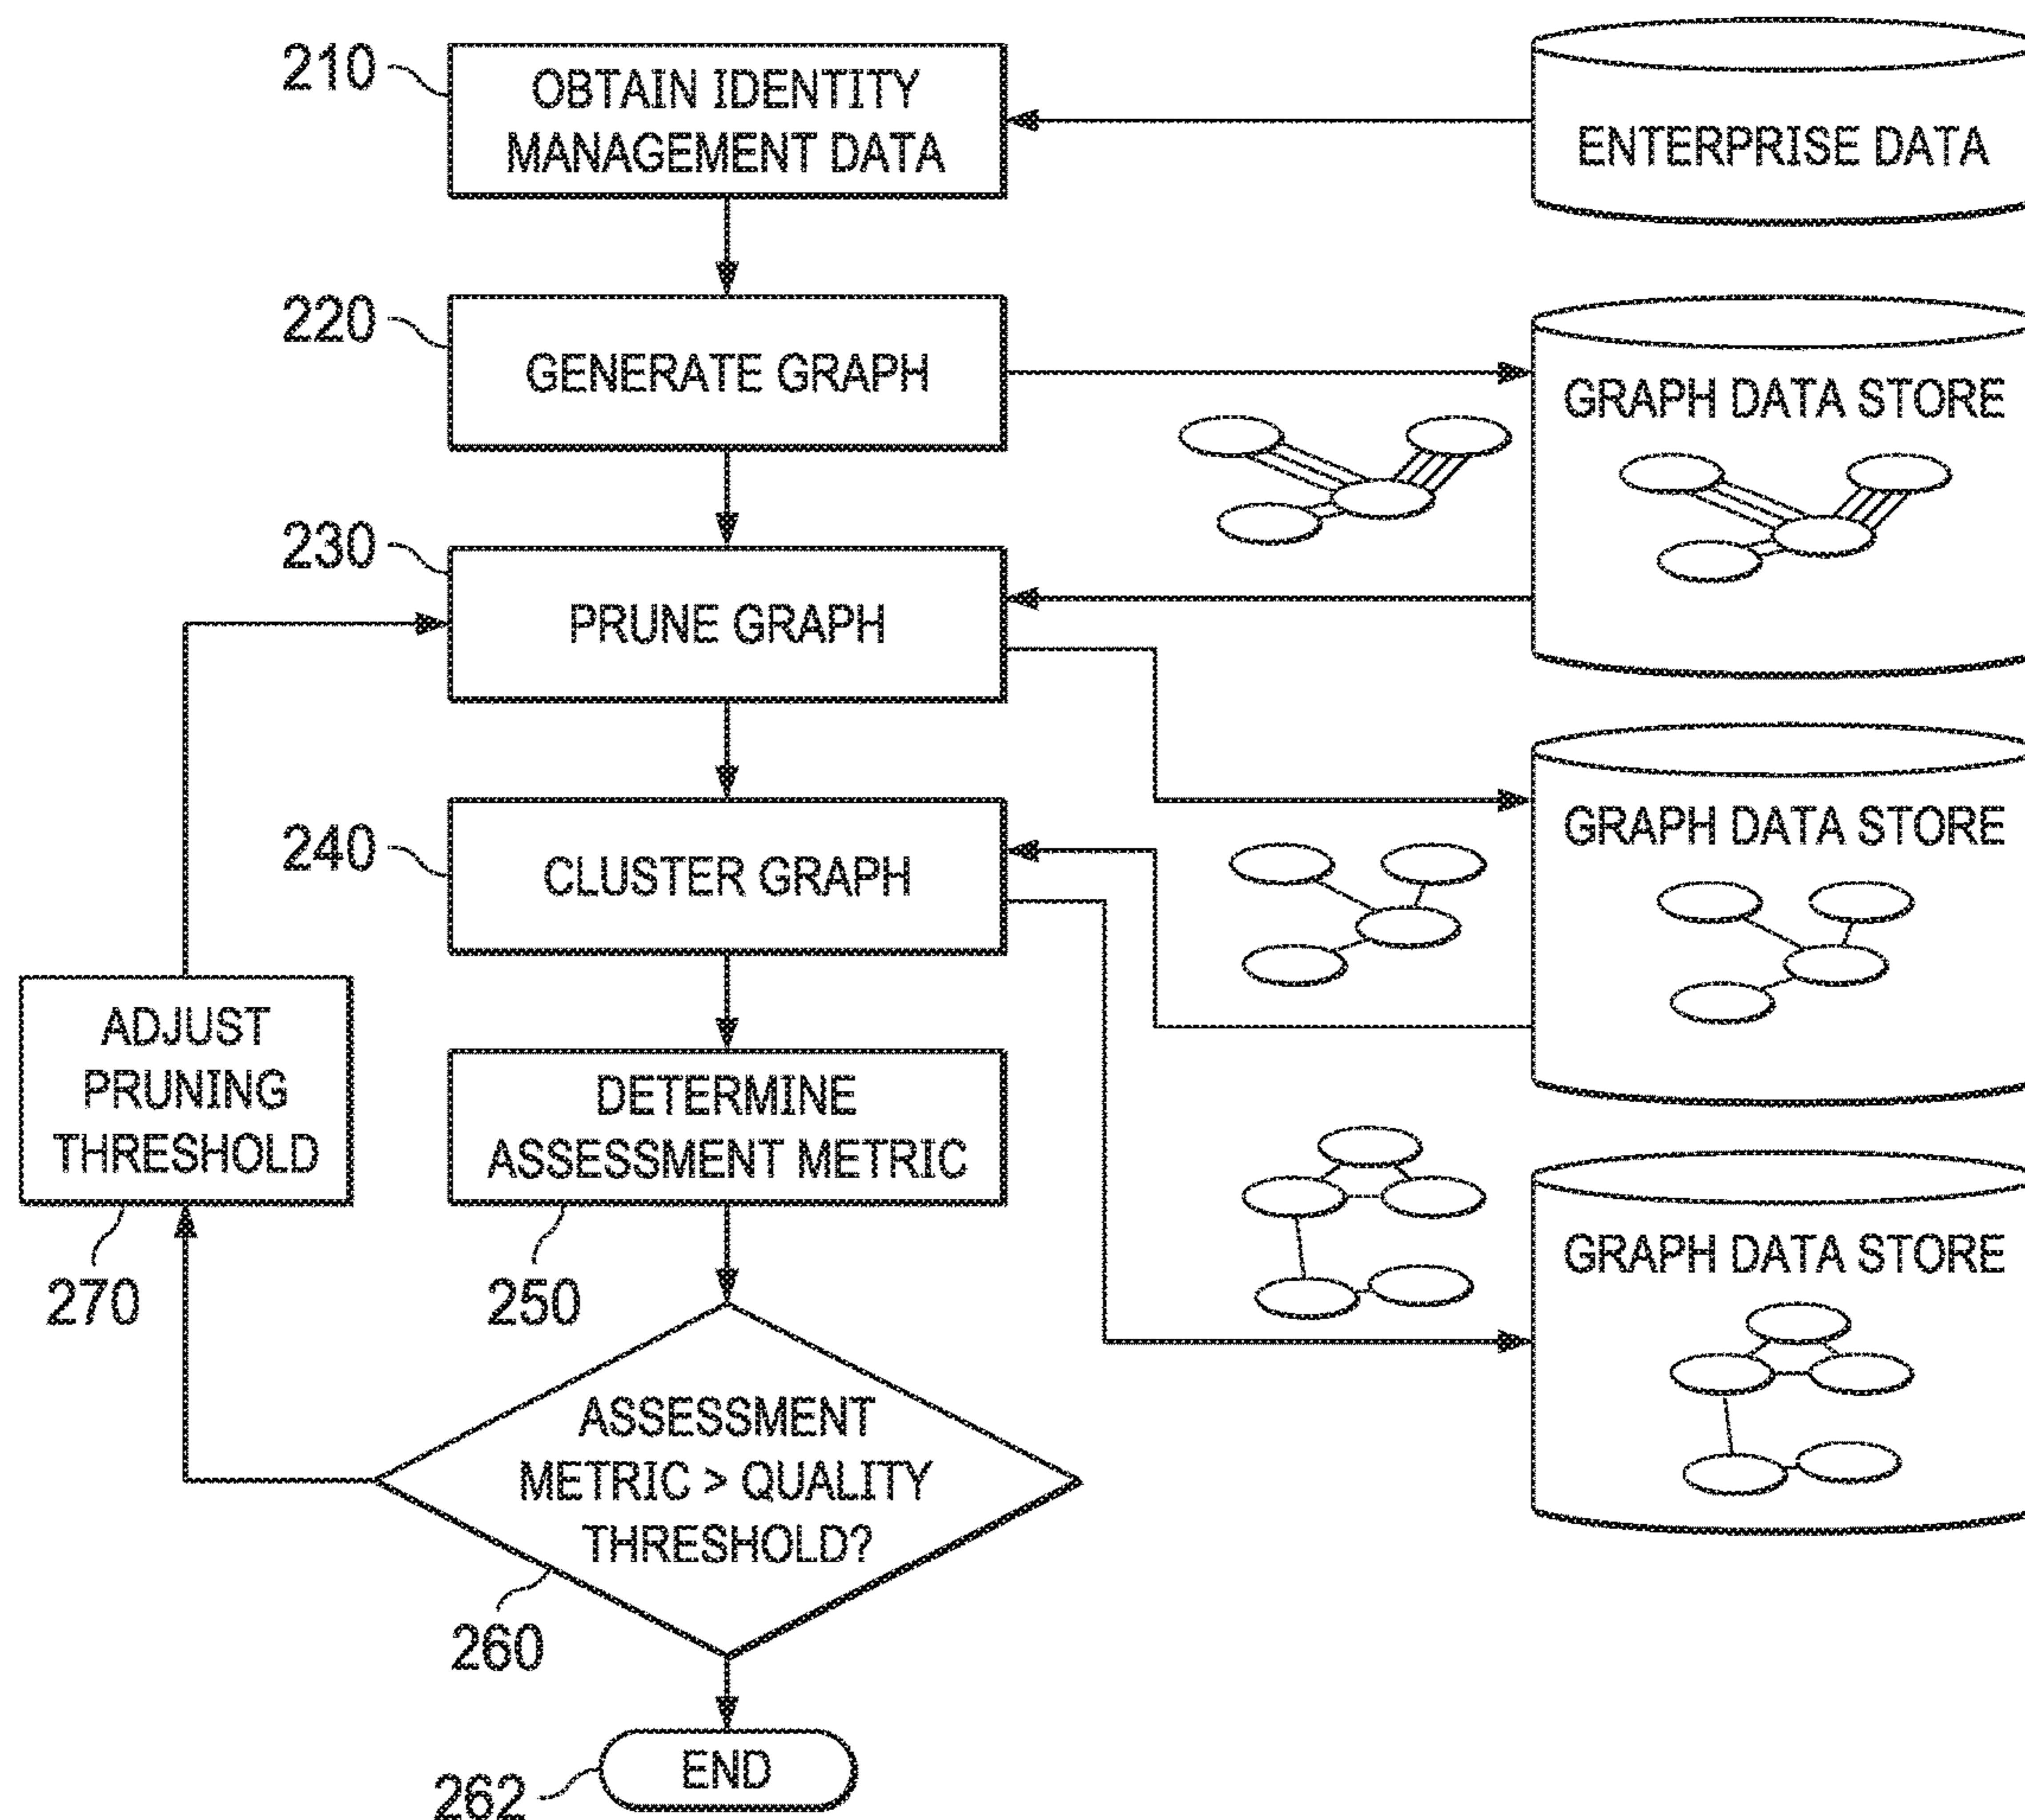 210
OBTAIN IDENTITY
MANAGEMENT DATA
ENTERPRISE DATA
220
GENERATE GRAPH
GRAPH DATA STORE
230
PRUNE GRAPH
240
CLUSTER GRAPH
GRAPH DATA STORE
ADJUST
PRUNING
THRESHOLD
270
DETERMINE
ASSESSMENT METRIC
250
GRAPH DATA STORE
ASSESSMENT
METRIC > QUALITY
THRESHOLD?
260
END
262